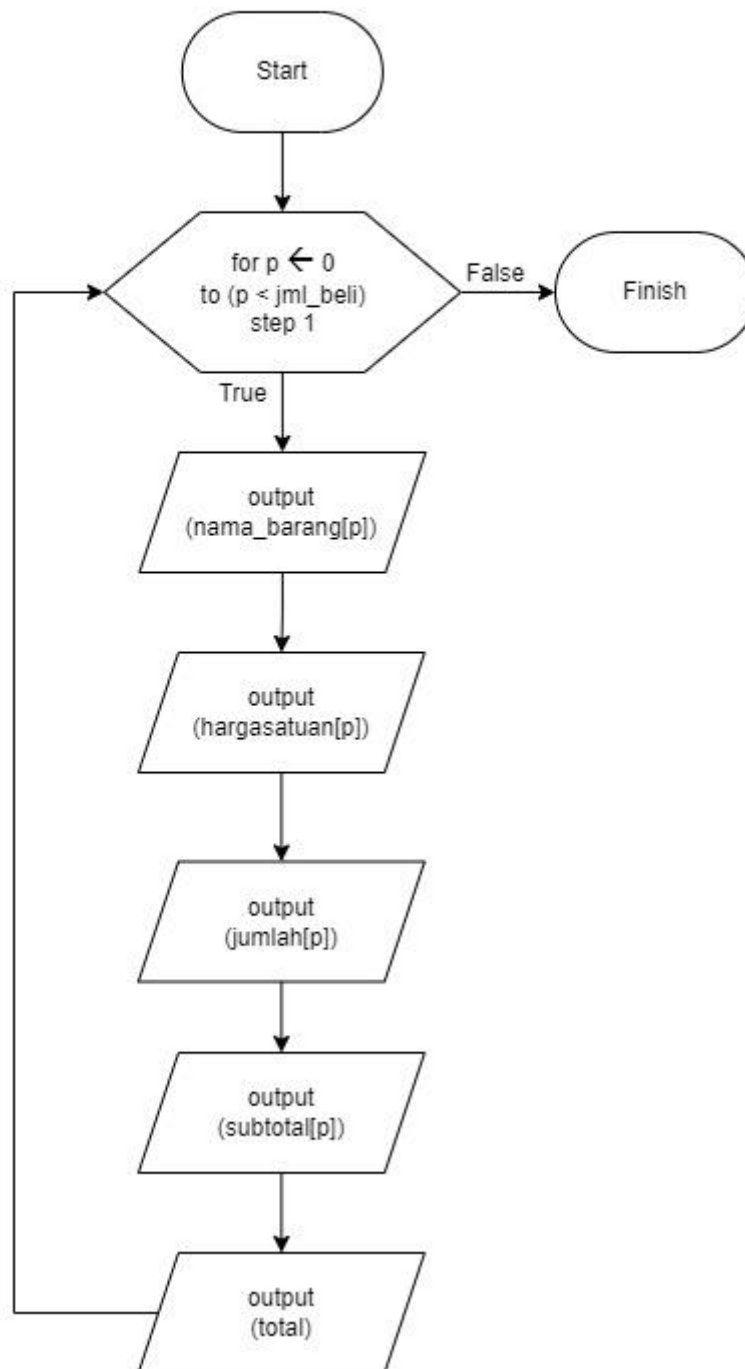 Start
for p ← 0
to (p < jml_beli)
step 1
False
Finish
True
output
(nama_barang[p])
output
(hargasatuan[p])
output
(jumlah[p])
output
(subtotal[p])
output
(total)